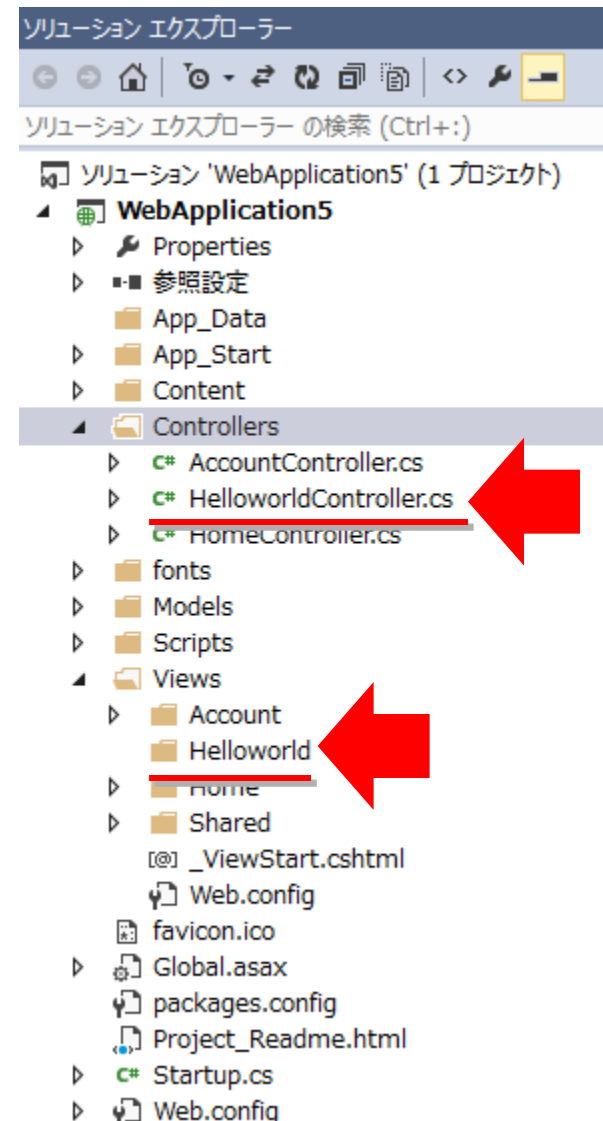 ソリューション エクスプローラー
ソリューション エクスプローラー の検索 (Ctrl+:)
ソリューション 'WebApplication5' (1 プロジェクト)
WebApplication5
Properties
参照設定
App_Data
App_Start
Content
Controllers
C# AccountController.cs
C# HelloworldController.cs
C# HomeController.cs
fonts
Models
Scripts
Views
Account
Helloworld
Home
Shared
[@] _ViewStart.cshtml
Web.config
favicon.ico
Global.asax
packages.config
Project_Readme.html
C# Startup.cs
Web.config